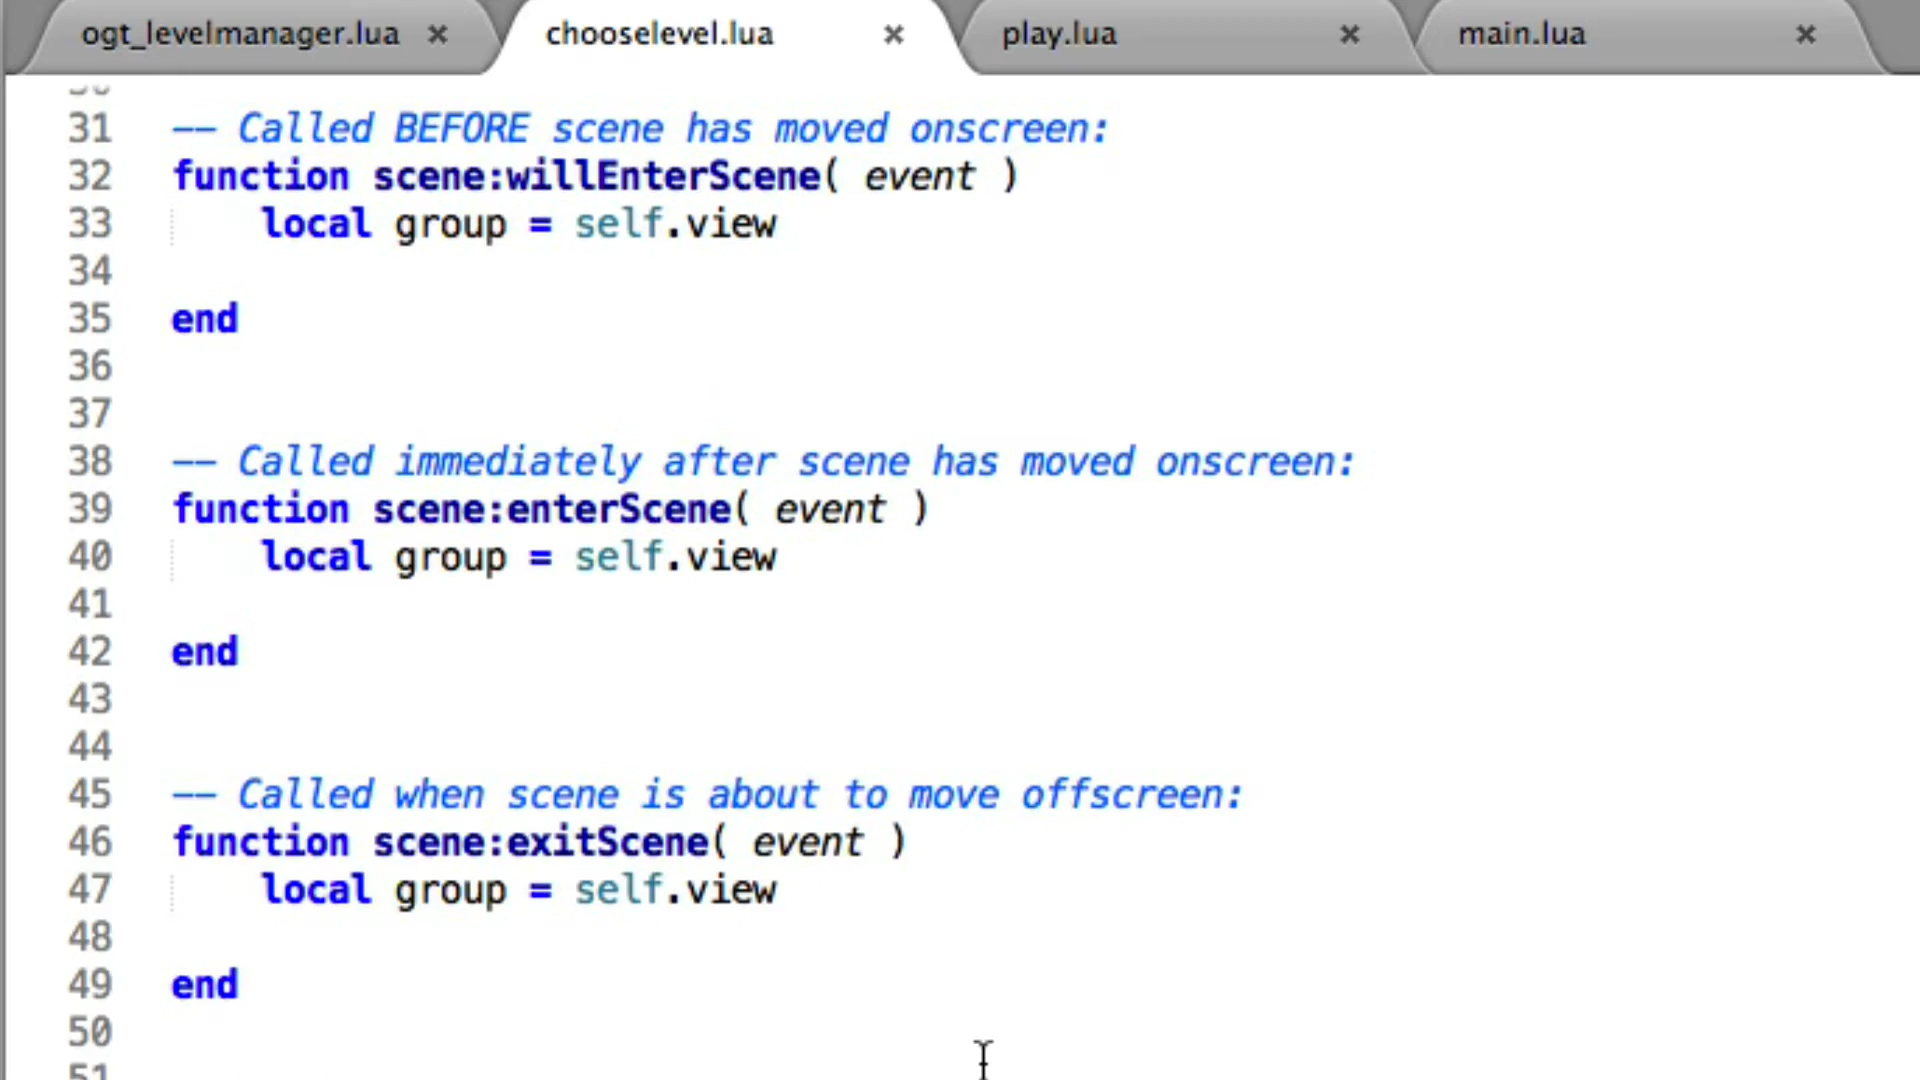 ogt_levelmanager.lua × chooselevel.lua × play.lua × main.lua ×
31 -- Called BEFORE scene has moved onscreen:
32 function scene:willEnterScene( event )
33 local group = self.view
34
35 end
36
37
38 -- Called immediately after scene has moved onscreen:
39 function scene:enterScene( event )
40 local group = self.view
41
42 end
43
44
45 -- Called when scene is about to move offscreen:
46 function scene:exitScene( event )
47 local group = self.view
48
49 end
50
51